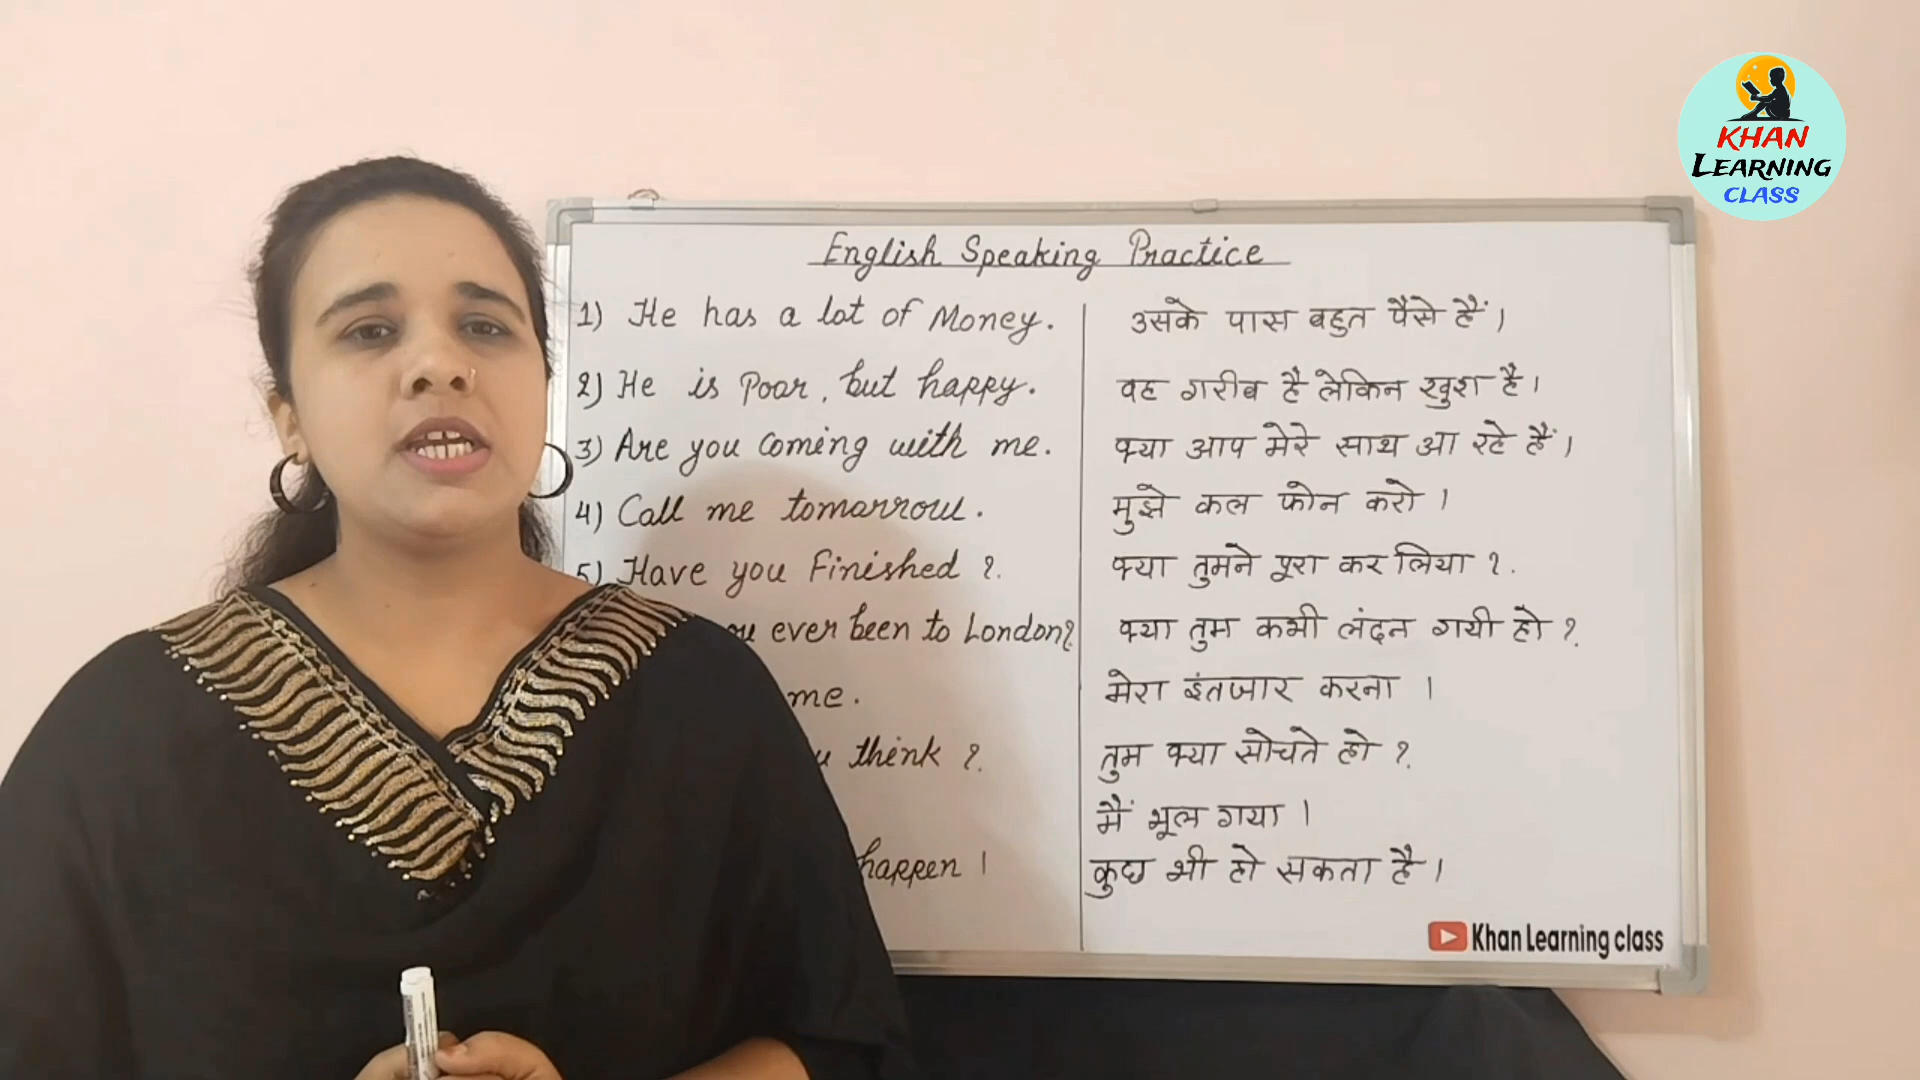 KHAN
LEARNING
CLASS
English Speaking Practice
1) He has a lot of Money. उसके पास बहुत पैसे हैं।
2) He is Poor, but happy. वह गरीब है लेकिन खुश है।
3) Are you Coming with me. क्या आप मेरे साथ आ रहे हैं।
4) Call me tomorrow. मुझे कल फोन करो।
5) Have you Finished ? क्या तुमने पूरा कर लिया ?.
ever been to London? क्या तुम कभी लंदन गयी हो ?
me. मेरा इंतजार करना ।
think ? तुम क्या सोचते हो ?
मैं भूल गया ।
happen । कुछ भी हो सकता है।
Khan Learning class